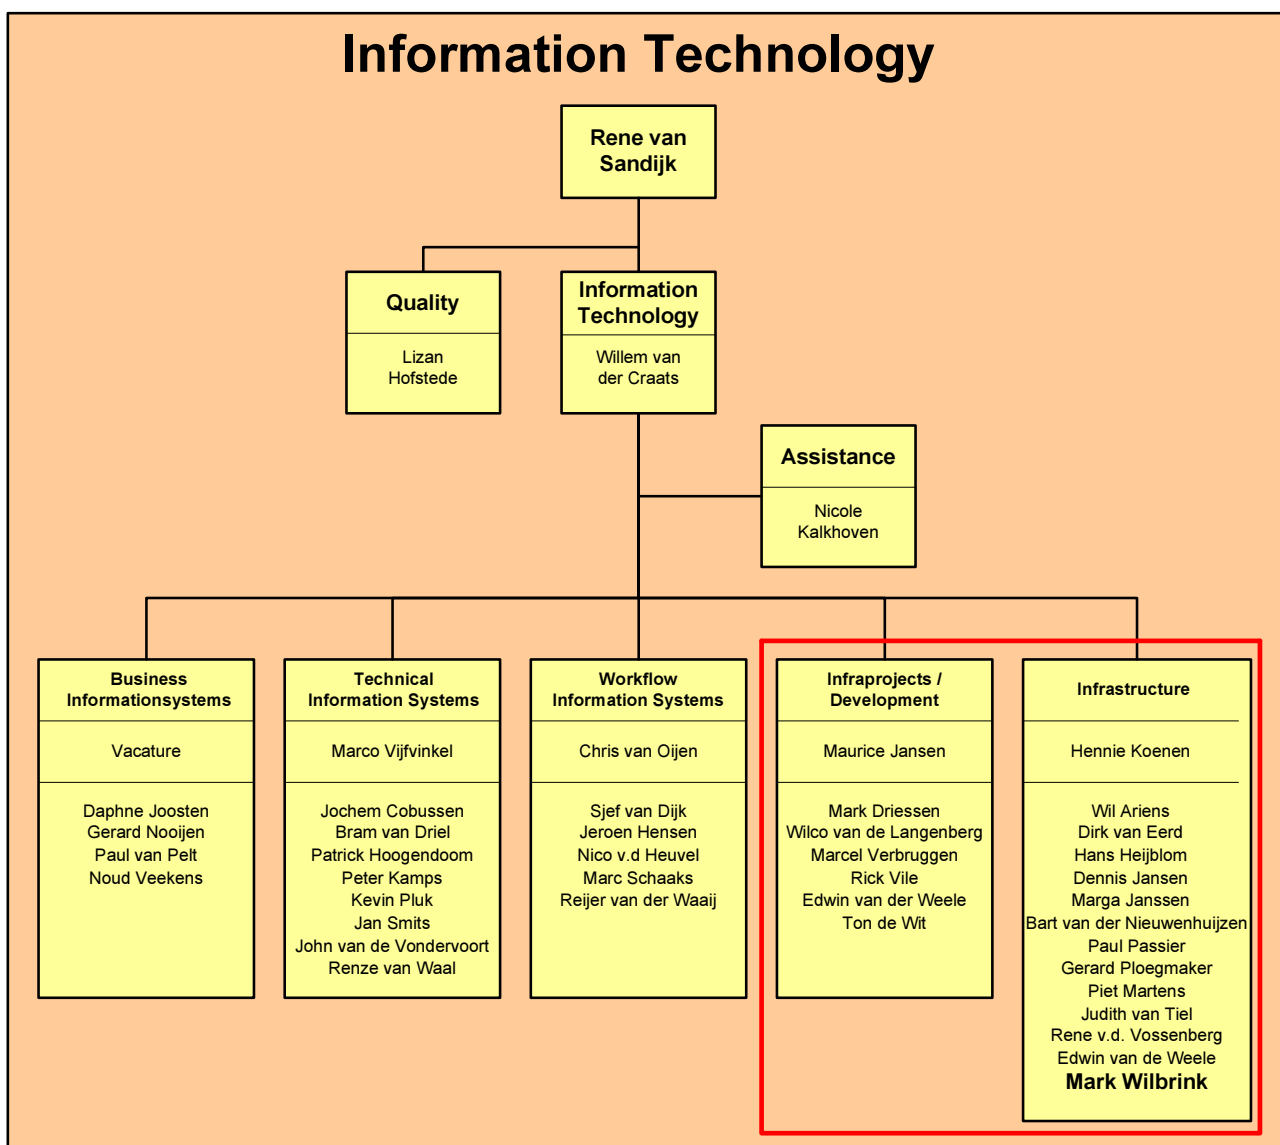 Information Technology
Rene van
Sandijk
Quality
Lizan
Hofstede
Information
Technology
Willem van
der Craats
Assistance
Nicole
Kalkhoven
Business
Informationsystems
Vacature
Daphne Joosten
Gerard Nooijen
Paul van Pelt
Noud Veekens
Technical
Information Systems
Marco Vijfvinkel
Jochem Cobussen
Bram van Driel
Patrick Hoogendoom
Peter Kamps
Kevin Pluk
Jan Smits
John van de Vondervoort
Renze van Waal
Workflow
Information Systems
Chris van Oijen
Sjef van Dijk
Jeroen Hensen
Nico v.d Heuvel
Marc Schaaks
Reijer van der Waaij
Infraprojects /
Development
Maurice Jansen
Mark Driessen
Wilco van de Langenberg
Marcel Verbruggen
Rick Vile
Edwin van der Weele
Ton de Wit
Infrastructure
Hennie Koenen
Wil Ariens
Dirk van Eerd
Hans Heijblom
Dennis Jansen
Marga Janssen
Bart van der Nieuwenhuijzen
Paul Passier
Gerard Ploegmaker
Piet Martens
Judith van Tiel
Rene v.d. Vossenberg
Edwin van de Weele
Mark Wilbrink